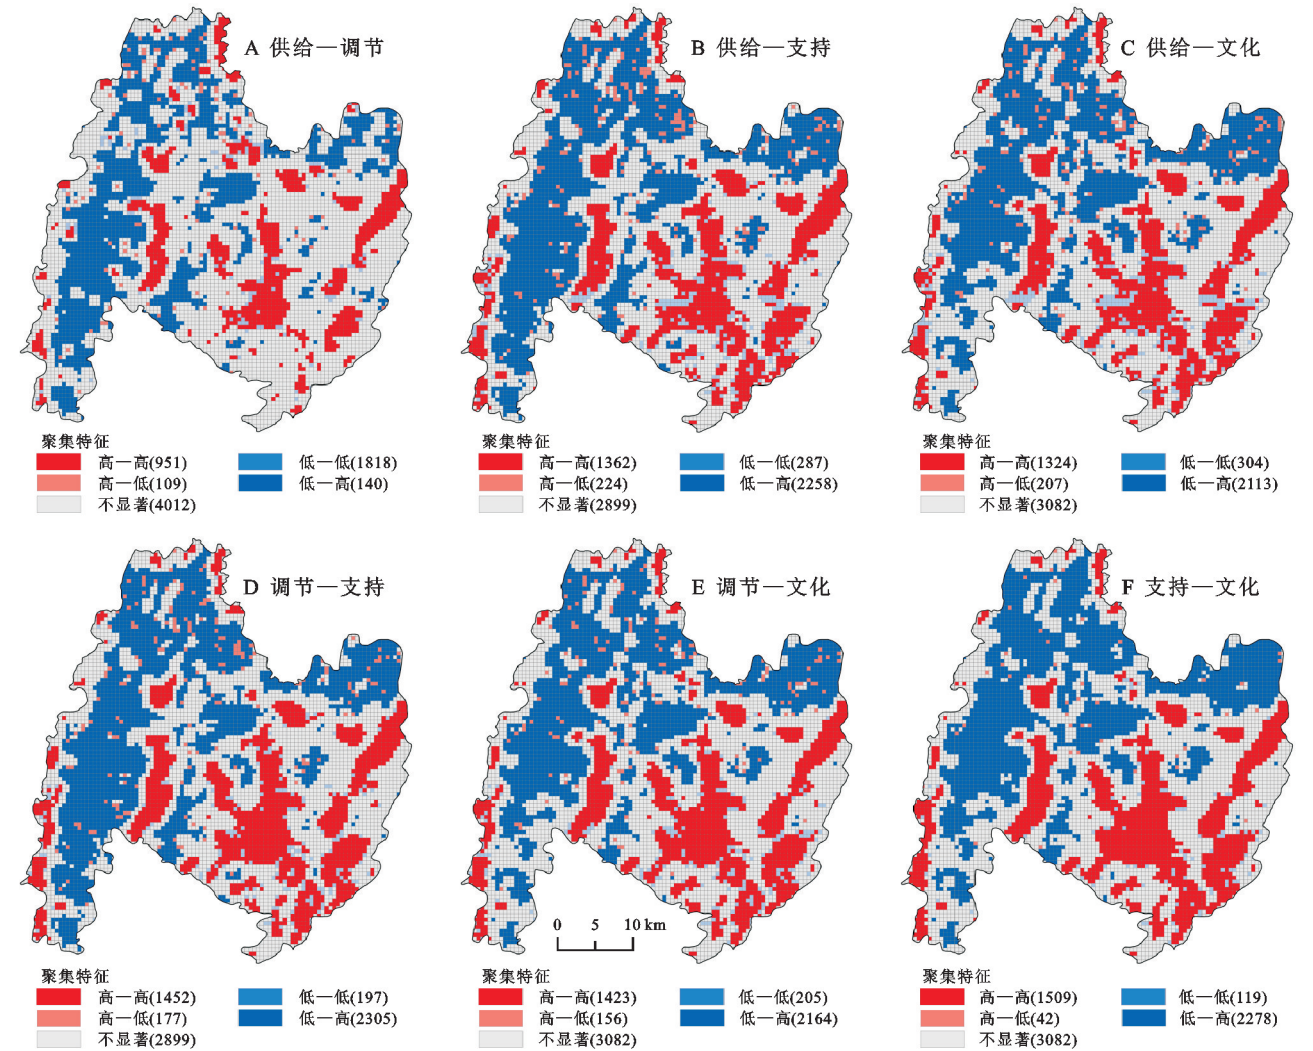 A 供给—调节
B 供给—支持
C 供给—文化
聚集特征
高—高(951)
低—低(1818)
高—低(109)
低—高(140)
不显著(4012)
聚集特征
高—高(1362)
低—低(287)
高—低(224)
低—高(2258)
不显著(2899)
聚集特征
高—高(1324)
低—低(304)
高—低(207)
低—高(2113)
不显著(3082)
D 调节—支持
E 调节—文化
F 支持—文化
0 5 10 km
聚集特征
高—高(1452)
低—低(197)
高—低(177)
低—高(2305)
不显著(2899)
聚集特征
高—高(1423)
低—低(205)
高—低(156)
低—高(2164)
不显著(3082)
聚集特征
高—高(1509)
低—低(119)
高—低(42)
低—高(2278)
不显著(3082)